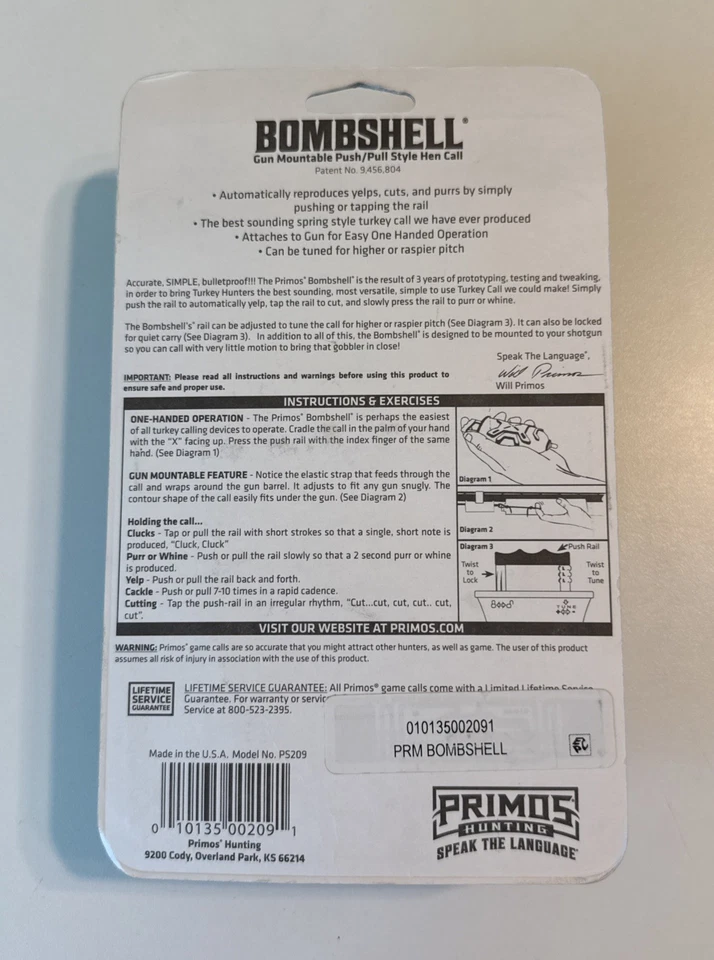 BOMBSHELL®
Gun Mountable Push/Pull Style Hen Call
Patent No. 9,456,804
• Automatically reproduces yelps, cuts, and purrs by simply
pushing or tapping the rail
• The best sounding spring style turkey call we have ever produced
• Attaches to Gun for Easy One Handed Operation
• Can be tuned for higher or raspier pitch
Accurate, SIMPLE, bulletproof!!! The Primos® Bombshell® is the result of 3 years of prototyping, testing and tweaking,
in order to bring Turkey Hunters the best sounding, most versatile, simple to use Turkey Call we could make! Simply
push the rail to automatically yelp, tap the rail to cut, and slowly press the rail to purr or whine.
The Bombshell's® rail can be adjusted to tune the call for higher or raspier pitch (See Diagram 3). It can also be locked
for quiet carry (See Diagram 3). In addition to all of this, the Bombshell® is designed to be mounted to your shotgun
so you can call with very little motion to bring that gobbler in close!
Speak The Language®,
Will Primos
Will Primos
IMPORTANT: Please read all instructions and warnings before using this product to
ensure safe and proper use.
INSTRUCTIONS & EXERCISES
ONE-HANDED OPERATION - The Primos® Bombshell® is perhaps the easiest
of all turkey calling devices to operate. Cradle the call in the palm of your hand
with the "X" facing up. Press the push rail with the index finger of the same
hand. (See Diagram 1)
GUN MOUNTABLE FEATURE - Notice the elastic strap that feeds through the
call and wraps around the gun barrel. It adjusts to fit any gun snugly. The
contour shape of the call easily fits under the gun. (See Diagram 2)
Holding the call...
Clucks - Tap or pull the rail with short strokes so that a single, short note is
produced, "Cluck, Cluck"
Purr or Whine - Push or pull the rail slowly so that a 2 second purr or whine
is produced.
Yelp - Push or pull the rail back and forth.
Cackle - Push or pull 7-10 times in a rapid cadence.
Cutting - Tap the push-rail in an irregular rhythm, "Cut...cut, cut, cut.. cut,
cut".
Diagram 1
Diagram 2
Diagram 3
Push Rail
Twist
to
Lock
Twist
to
Tune
TUNE
VISIT OUR WEBSITE AT PRIMOS.COM
WARNING: Primos® game calls are so accurate that you might attract other hunters, as well as game. The user of this product
assumes all risk of injury in association with the use of this product.
LIFETIME
SERVICE
GUARANTEE
LIFETIME SERVICE GUARANTEE: All Primos® game calls come with a Limited Lifetime Service
Guarantee. For warranty or servic
Service at 800-523-2395.
010135002091
PRM BOMBSHELL
Made in the U.S.A. Model No. PS209
0 10135 00209 1
Primos® Hunting
9200 Cody, Overland Park, KS 66214
PRIMOS
HUNTING
SPEAK THE LANGUAGE®